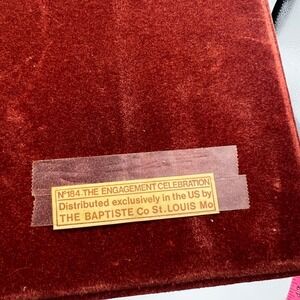 Nº184 THE ENGAGEMENT CELEBRATION
Distributed exclusively in the US by
THE BAPTISTE Co St. LOUIS Mo